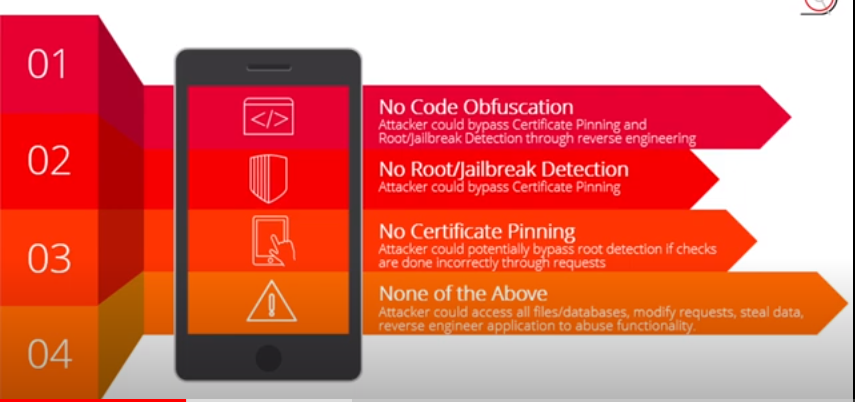 01
No Code Obfuscation
Attacker could bypass Certificate Pinning and
Root/Jailbreak Detection through reverse engineering
02
No Root/Jailbreak Detection
Attacker could bypass Certificate Pinning
03
No Certificate Pinning
Attacker could potentially bypass root detection if checks
are done incorrectly through requests
04
None of the Above
Attacker could access all files/databases, modify requests, steal data,
reverse engineer application to abuse functionality.